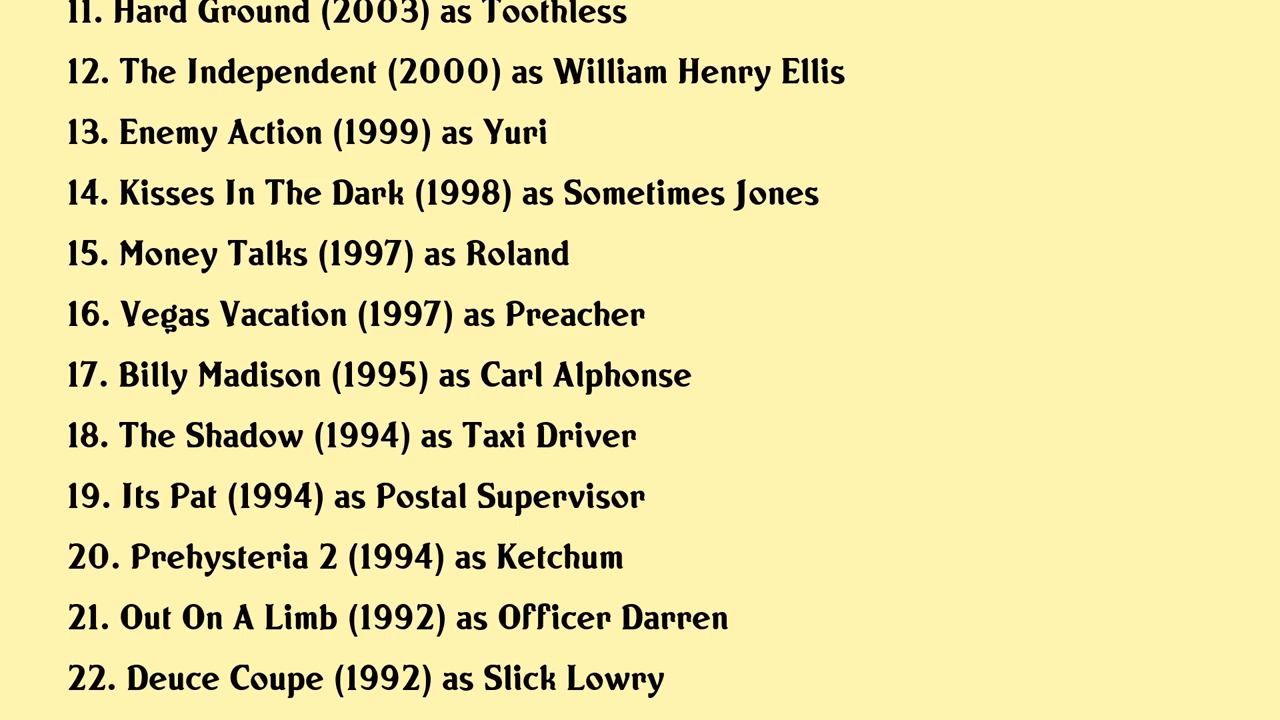 11. Hard Ground (2003) as Toothless
12. The Independent (2000) as William Henry Ellis
13. Enemy Action (1999) as Yuri
14. Kisses In The Dark (1998) as Sometimes Jones
15. Money Talks (1997) as Roland
16. Vegas Vacation (1997) as Preacher
17. Billy Madison (1995) as Carl Alphonse
18. The Shadow (1994) as Taxi Driver
19. Its Pat (1994) as Postal Supervisor
20. Prehysteria 2 (1994) as Ketchum
21. Out On A Limb (1992) as Officer Darren
22. Deuce Coupe (1992) as Slick Lowry